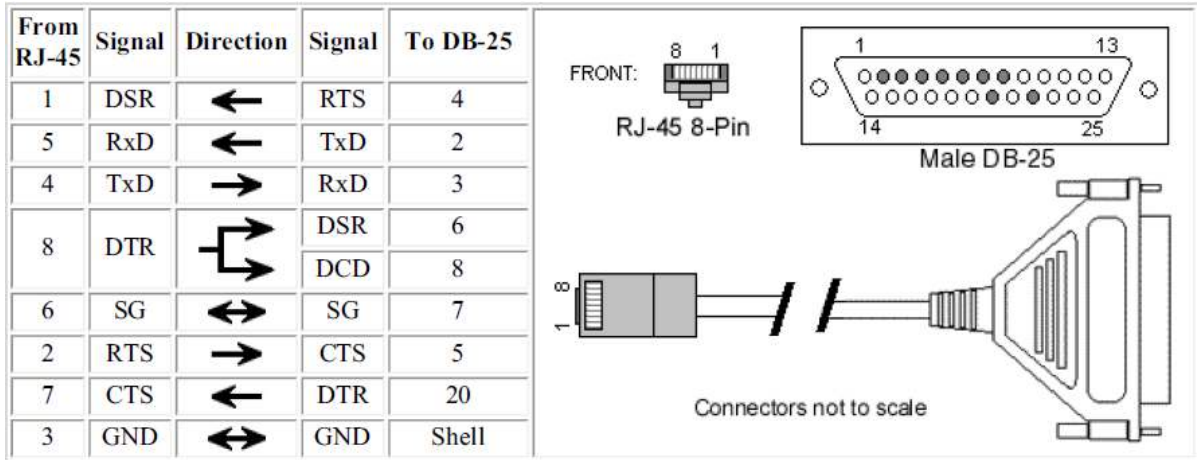 From RJ-45 Signal Direction Signal To DB-25
1 DSR RTS 4
5 RxD TxD 2
4 TxD RxD 3
8 DTR DSR 6
DCD 8
6 SG SG 7
2 RTS CTS 5
7 CTS DTR 20
3 GND GND Shell
FRONT:
8 1
RJ-45 8-Pin
1 13
14 25
Male DB-25
8
1
Connectors not to scale